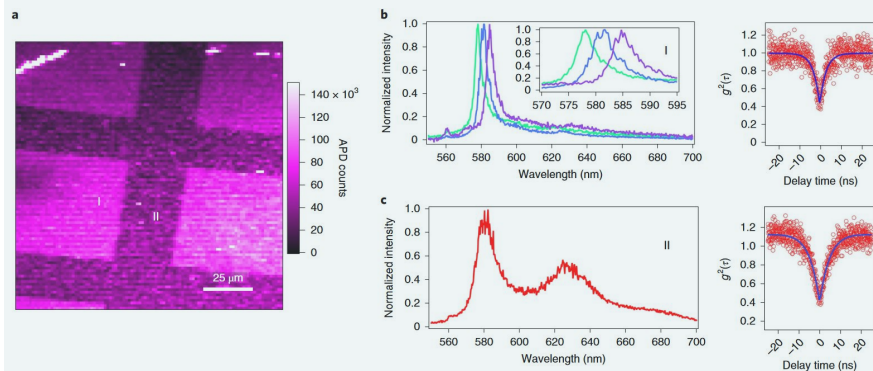 a
I
II
25 μm
140 × 10³
120
100
80
60
40
20
0
APD counts
b
Normalized intensity
1.0
0.8
0.6
0.4
0.2
0
560 580 600 620 640 660 680 700
Wavelength (nm)
I
1.0
0.8
0.6
0.4
0.2
570 575 580 585 590 595
g²(τ)
1.2
1.0
0.8
0.6
0.4
0.2
0
−20 −10 0 10 20
Delay time (ns)
c
Normalized intensity
1.0
0.8
0.6
0.4
0.2
0
560 580 600 620 640 660 680 700
Wavelength (nm)
II
g²(τ)
1.2
1.0
0.8
0.6
0.4
0.2
−20 −10 0 10 20
Delay time (ns)